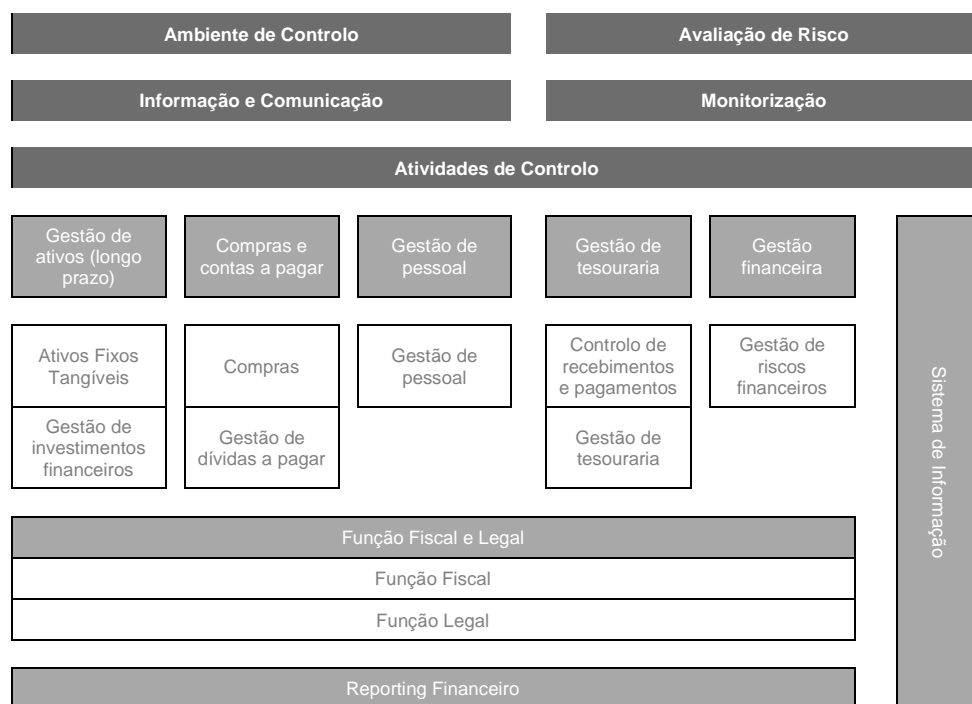 Ambiente de Controlo
Avaliação de Risco
Informação e Comunicação
Monitorização
Atividades de Controlo
Gestão de
ativos (longo
prazo)
Compras e
contas a pagar
Gestão de
pessoal
Gestão de
tesouraria
Gestão
financeira
Ativos Fixos
Tangíveis
Compras
Gestão de
pessoal
Controlo de
recebimentos
e pagamentos
Gestão de
riscos
financeiros
Gestão de
investimentos
financeiros
Gestão de
dívidas a pagar
Gestão de
tesouraria
Sistema de Informação
Função Fiscal e Legal
Função Fiscal
Função Legal
Reporting Financeiro